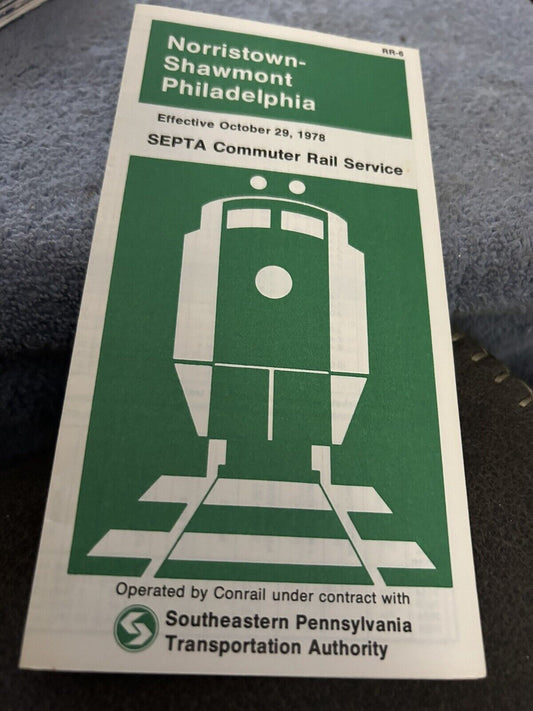 RR-6
Norristown-
Shawmont
Philadelphia
Effective October 29, 1978
SEPTA Commuter Rail Service
Operated by Conrail under contract with
Southeastern Pennsylvania
Transportation Authority